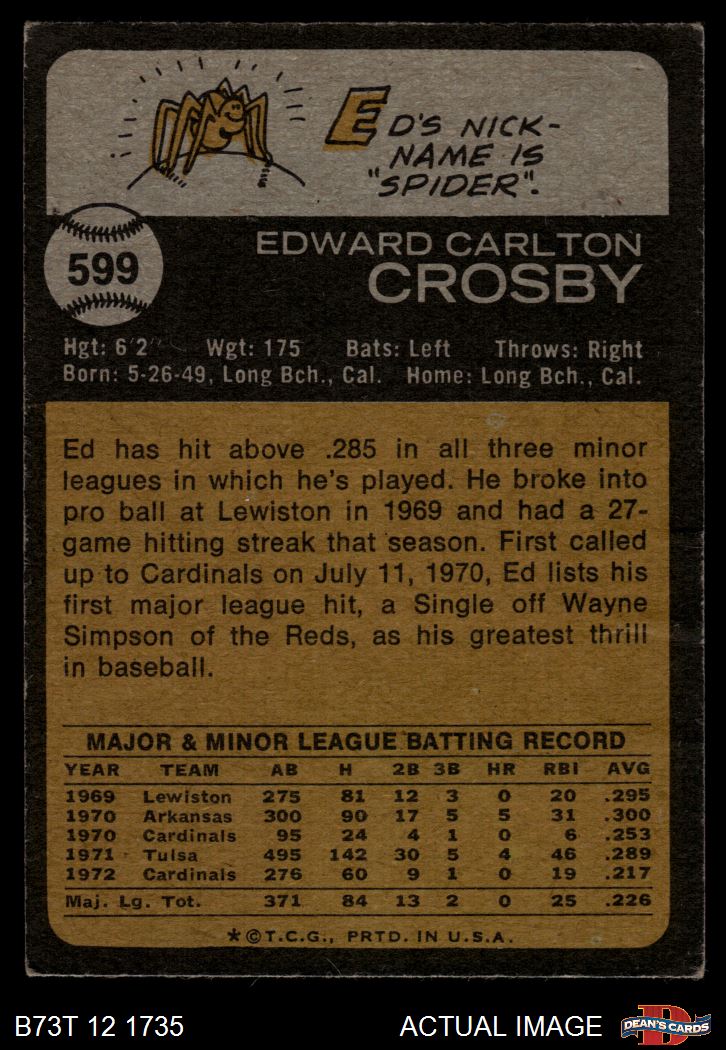 ED'S NICK-
NAME IS
"SPIDER".
599
EDWARD CARLTON
CROSBY
Hgt: 6'2" Wgt: 175 Bats: Left Throws: Right
Born: 5-26-49, Long Bch., Cal. Home: Long Bch., Cal.
Ed has hit above .285 in all three minor
leagues in which he's played. He broke into
pro ball at Lewiston in 1969 and had a 27-
game hitting streak that season. First called
up to Cardinals on July 11, 1970, Ed lists his
first major league hit, a Single off Wayne
Simpson of the Reds, as his greatest thrill
in baseball.
MAJOR & MINOR LEAGUE BATTING RECORD
YEAR TEAM AB H 2B 3B HR RBI AVG
1969 Lewiston 275 81 12 3 0 20 .295
1970 Arkansas 300 90 17 5 5 31 .300
1970 Cardinals 95 24 4 1 0 6 .253
1971 Tulsa 495 142 30 5 4 46 .289
1972 Cardinals 276 60 9 1 0 19 .217
Maj. Lg. Tot. 371 84 13 2 0 25 .226
*©T.C.G., PRTD. IN U.S.A.
B73T 12 1735 ACTUAL IMAGE
D
DEAN'S CARDS